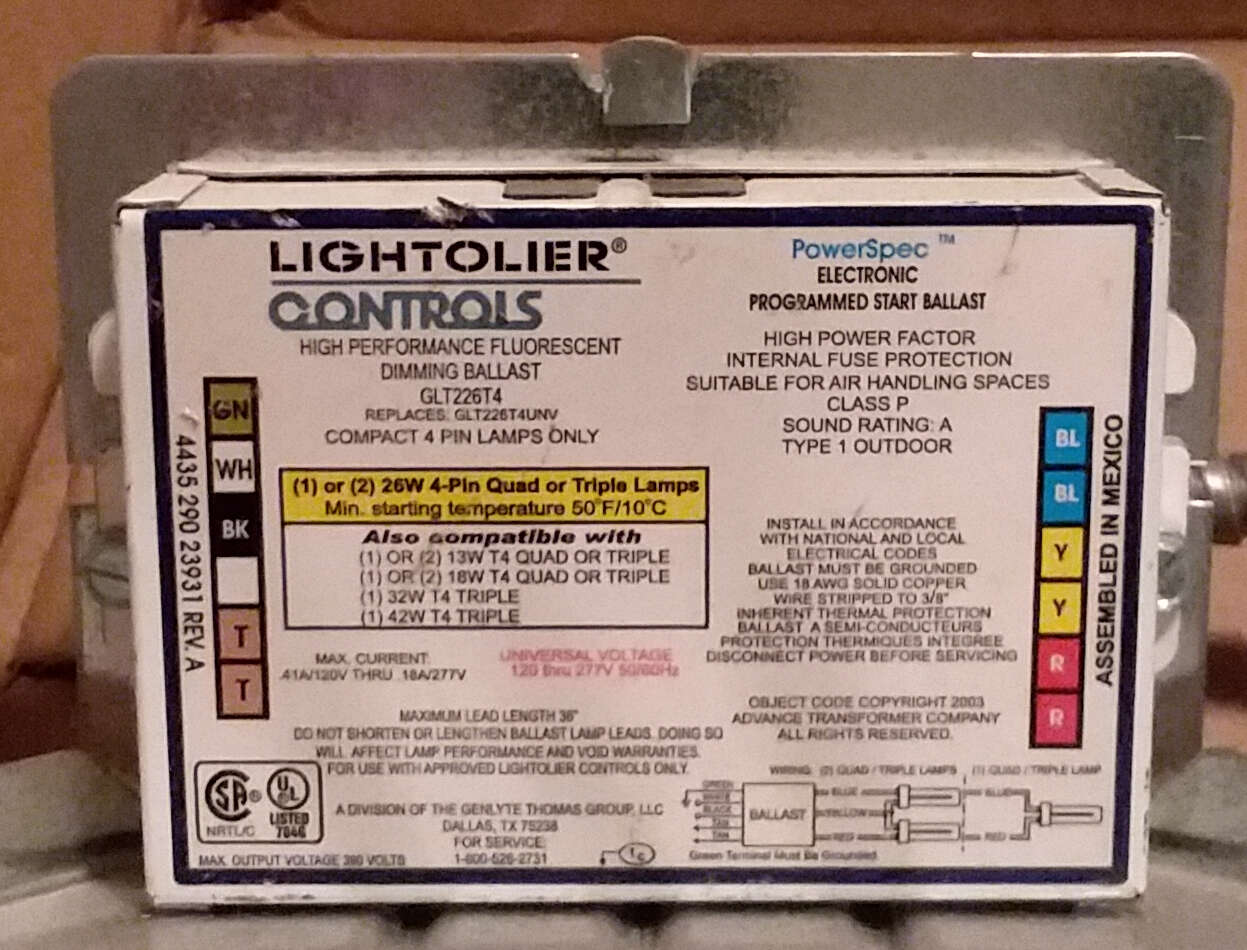 LIGHTOLIER®
CONTROLS
HIGH PERFORMANCE FLUORESCENT
DIMMING BALLAST
GLT226T4
REPLACES: GLT226T4UNV
COMPACT 4 PIN LAMPS ONLY
PowerSpec ™
ELECTRONIC
PROGRAMMED START BALLAST
HIGH POWER FACTOR
INTERNAL FUSE PROTECTION
SUITABLE FOR AIR HANDLING SPACES
CLASS P
SOUND RATING: A
TYPE 1 OUTDOOR
4435 290 23931 REV. A
GN
WH
BK
T
T
(1) or (2) 26W 4-Pin Quad or Triple Lamps
Min. starting temperature 50°F/10°C
Also compatible with
(1) OR (2) 13W T4 QUAD OR TRIPLE
(1) OR (2) 18W T4 QUAD OR TRIPLE
(1) 32W T4 TRIPLE
(1) 42W T4 TRIPLE
INSTALL IN ACCORDANCE
WITH NATIONAL AND LOCAL
ELECTRICAL CODES
BALLAST MUST BE GROUNDED
USE 18 AWG SOLID COPPER
WIRE STRIPPED TO 3/8"
INHERENT THERMAL PROTECTION
BALLAST A SEMI-CONDUCTEURS
PROTECTION THERMIQUES INTEGREE
DISCONNECT POWER BEFORE SERVICING
BL
BL
Y
Y
R
R
ASSEMBLED IN MEXICO
MAX. CURRENT:
.41A/120V THRU .18A/277V
UNIVERSAL VOLTAGE
120 thru 277V 50/60Hz
OBJECT CODE COPYRIGHT 2003
ADVANCE TRANSFORMER COMPANY
ALL RIGHTS RESERVED.
MAXIMUM LEAD LENGTH 36"
DO NOT SHORTEN OR LENGTHEN BALLAST LAMP LEADS. DOING SO
WILL AFFECT LAMP PERFORMANCE AND VOID WARRANTIES.
FOR USE WITH APPROVED LIGHTOLIER CONTROLS ONLY.
SA®
NRTL/C
UL
LISTED
7046
A DIVISION OF THE GENLYTE THOMAS GROUP, LLC
DALLAS, TX 75238
FOR SERVICE:
1-800-526-2731
MAX. OUTPUT VOLTAGE 380 VOLTS
Tc
WIRING: (2) QUAD / TRIPLE LAMPS
(1) QUAD / TRIPLE LAMP
GREEN
WHITE
BLACK
TAN
TAN
BALLAST
BLUE
YELLOW
RED
BLUE
RED
Green Terminal Must Be Grounded